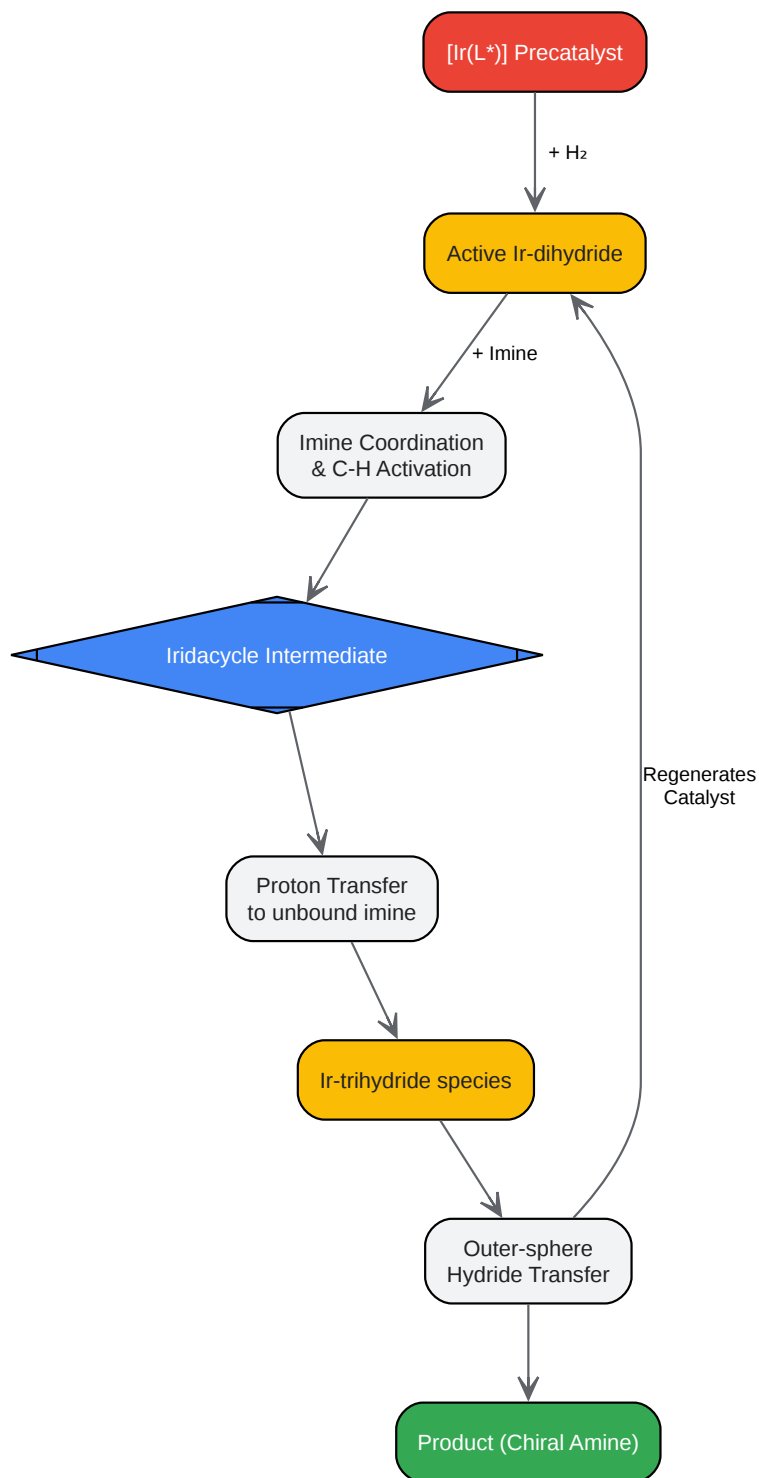 [Ir(L*)] Precatalyst
+ H₂
Active Ir-dihydride
+ Imine
Imine Coordination
& C-H Activation
Iridacycle Intermediate
Regenerates
Catalyst
Proton Transfer
to unbound imine
Ir-trihydride species
Outer-sphere
Hydride Transfer
Product (Chiral Amine)